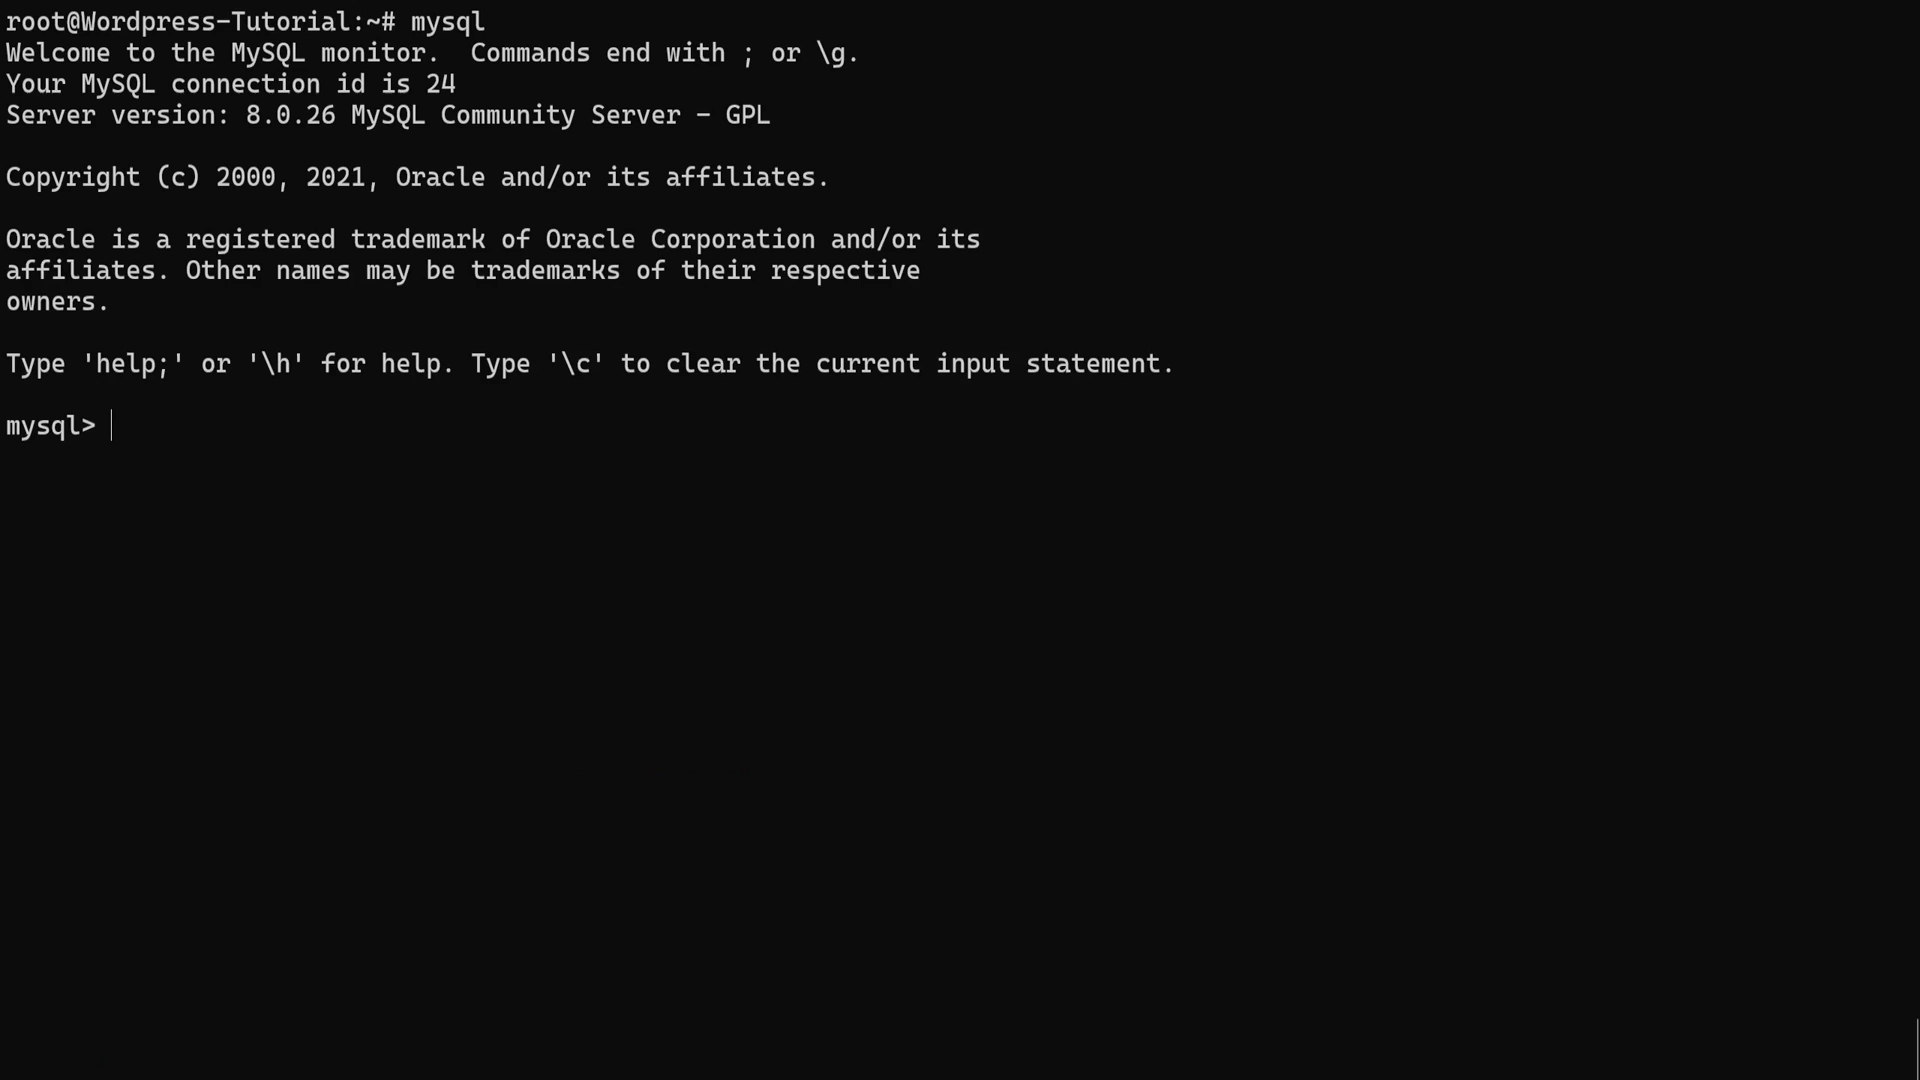 root@Wordpress-Tutorial:~# mysql
Welcome to the MySQL monitor.  Commands end with ; or \g.
Your MySQL connection id is 24
Server version: 8.0.26 MySQL Community Server - GPL
Copyright (c) 2000, 2021, Oracle and/or its affiliates.
Oracle is a registered trademark of Oracle Corporation and/or its
affiliates. Other names may be trademarks of their respective
owners.
Type 'help;' or '\h' for help. Type '\c' to clear the current input statement.
mysql>